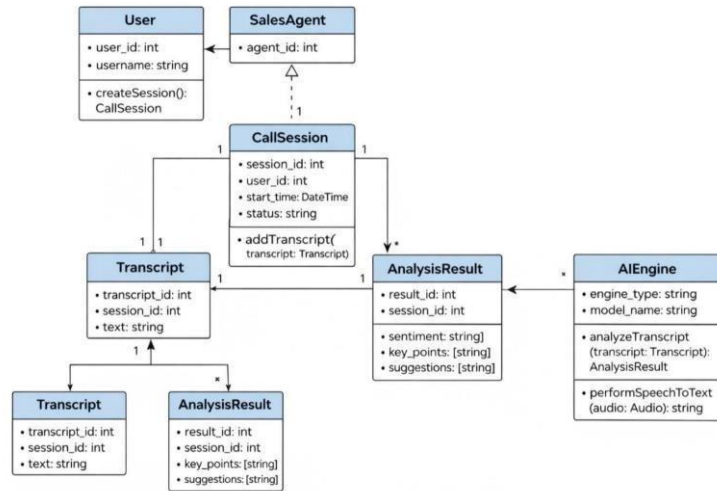 User
• user_id: int
• username: string
• createSession():
CallSession
SalesAgent
• agent_id: int
1
CallSession
• session_id: int
• user_id: int
• start_time: DateTime
• status: string
• addTranscript(
transcript: Transcript)
1
1
1 1
*
Transcript
• transcript_id: int
• session_id: int
• text: string
1
1
AnalysisResult
• result_id: int
• session_id: int
• sentiment: string]
• key_points: [string]
• suggestions: [string]
*
AIEngine
• engine_type: string
• model_name: string
• analyzeTranscript
(transcript: Transcript):
AnalysisResult
• performSpeechToText
(audio: Audio): string
1
*
Transcript
• transcript_id: int
• session_id: int
• text: string
AnalysisResult
• result_id: int
• session_id: int
• key_points: [string]
• suggestions: [string]